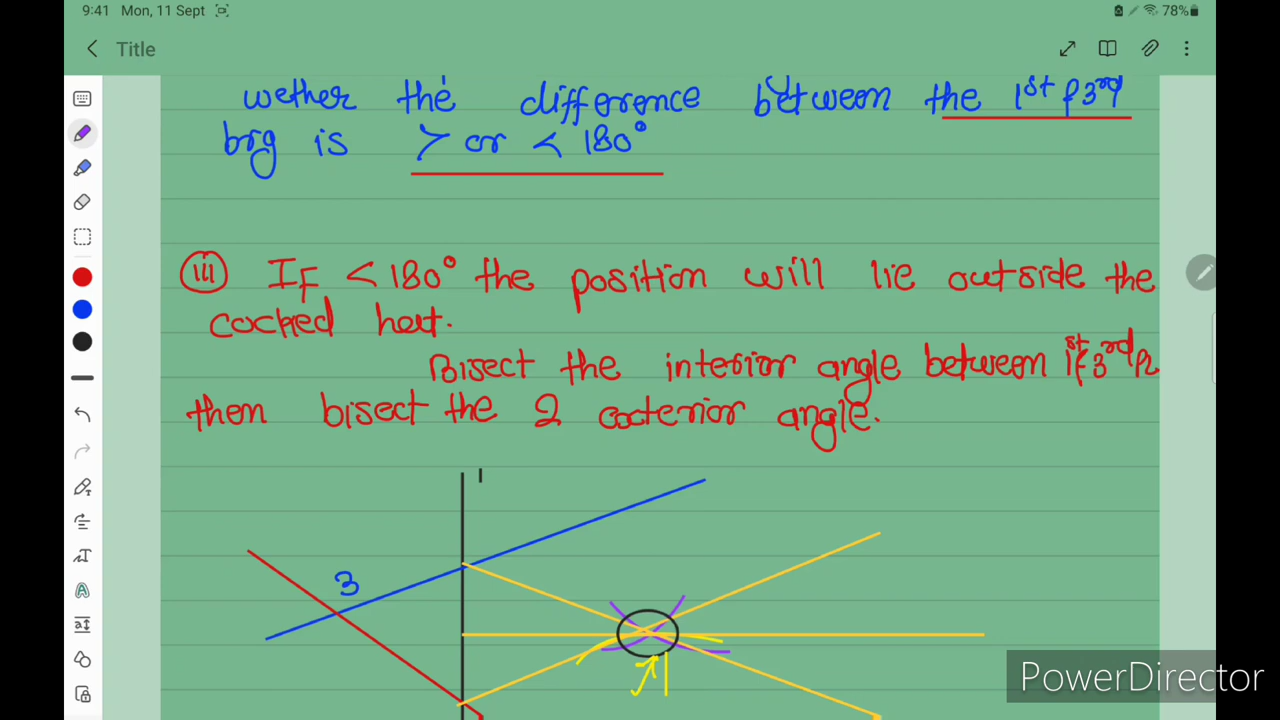 9:41 Mon, 11 Sept
78%
Title
wether the difference between the 1st & 3rd
brg is > or < 180°
iii IF < 180° the position will lie outside the
cocked hat.
Bisect the interior angle between 1st & 3rd
then bisect the 2 exterior angle.
1
3
PowerDirector